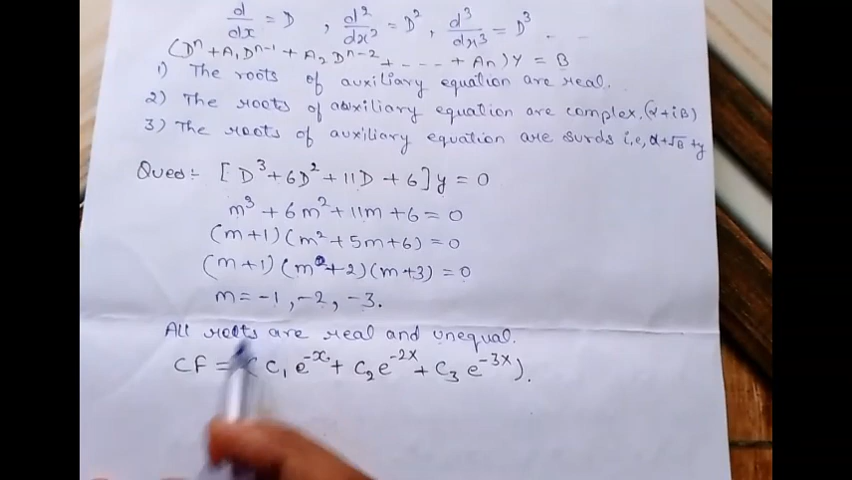 d/dx = D , d²/dx² = D² , d³/dx³ = D³ - -
(Dⁿ + A₁Dⁿ⁻¹ + A₂Dⁿ⁻² + - - - - + An)Y = B
1) The roots of auxiliary equation are real.
2) The roots of auxiliary equation are complex, (α+iB)
3) The roots of auxiliary equation are surds i,e, α+√B +y
Ques:- [D³+6D²+11D+6]y = 0
m³ + 6m² + 11m + 6 = 0
(m+1)(m²+5m+6) = 0
(m+1)(m+2)(m+3) = 0
m = -1, -2, -3.
All roots are real and unequal.
CF = ( C₁e⁻ˣ + C₂e⁻²ˣ + C₃e⁻³ˣ).